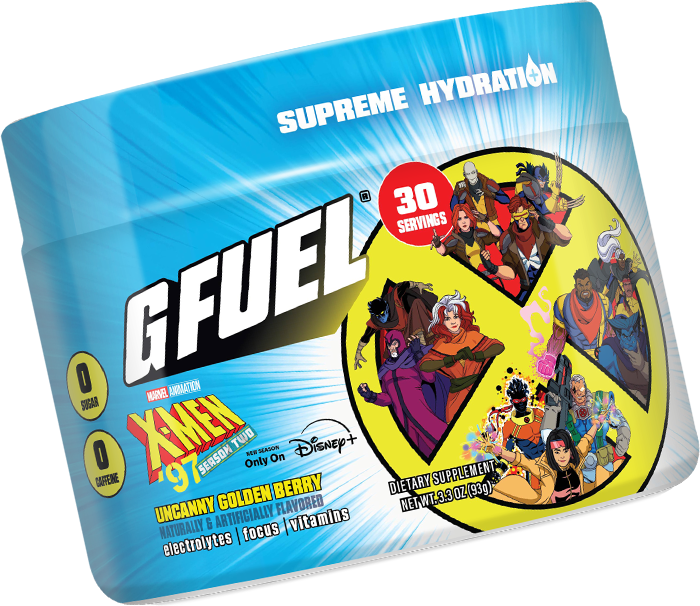 SUPREME HYDRATION
30
SERVINGS
G FUEL®
0
SUGAR
0
CAFFEINE
MARVEL ANIMATION
X-MEN
'97
SEASON TWO
NEW SEASON
Only On
Disney+
UNCANNY GOLDEN BERRY
NATURALLY & ARTIFICIALLY FLAVORED
electrolytes | focus | vitamins
DIETARY SUPPLEMENT
NET WT. 3.3 OZ (93g)